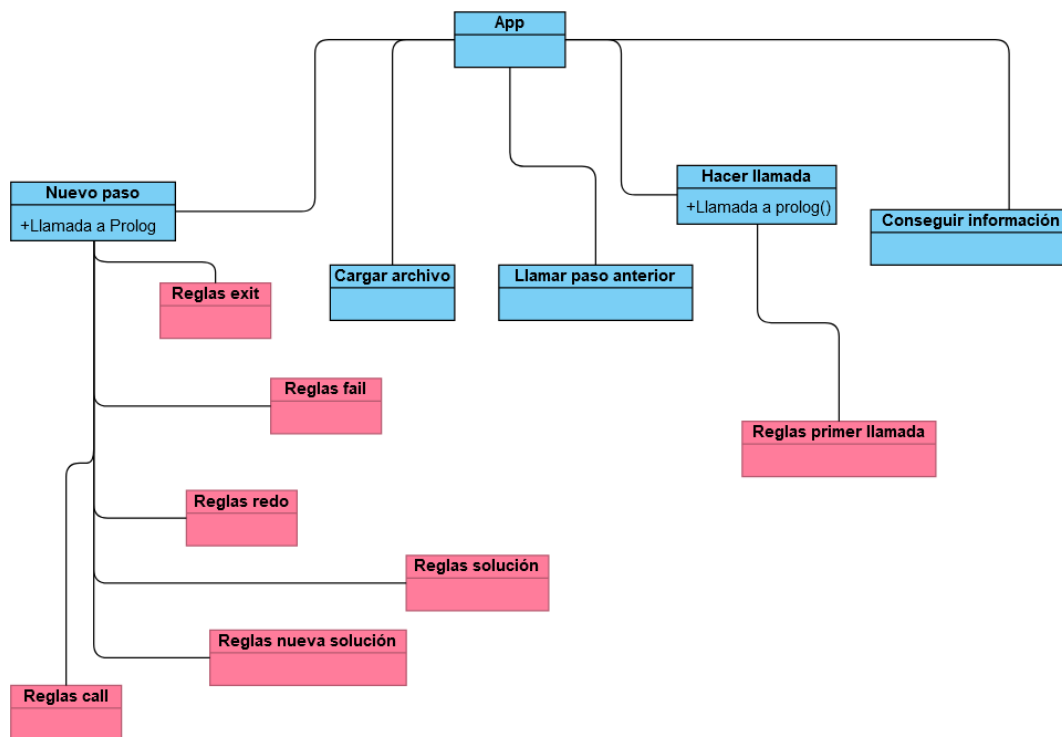 App
Nuevo paso
+Llamada a Prolog
Hacer llamada
+Llamada a prolog()
Conseguir información
Cargar archivo
Llamar paso anterior
Reglas exit
Reglas fail
Reglas primer llamada
Reglas redo
Reglas solución
Reglas nueva solución
Reglas call